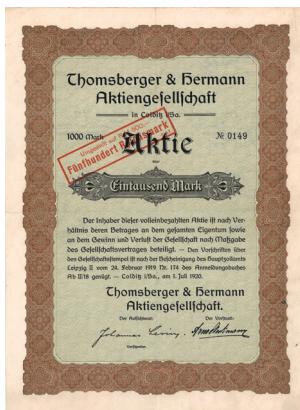 Thomsberger & Hermann
Aktiengesellschaft
in Colditz i/Sa.
1000 Mark
Aktie
№ 0149
über
Umgestellt auf
Fünfhundert Reichsmark
Eintausend Mark
Der Inhaber dieser volleinbezahlten Aktie ist nach Ver-
hältnis deren Betrages an dem gesamten Eigentum sowie
an dem Gewinn und Verlust der Gesellschaft nach Maßgabe
des Gesellschaftsvertrages beteiligt. – Den Vorschriften über
den Gesellschaftsstempel ist nach der Bescheinigung des Hauptzollamts
Leipzig II vom 24. Februar 1919 Nr. 174 des Anmeldungsbuches
Ab II/18 genügt. – Colditz i/Sa., am 1. Juli 1920.
Thomsberger & Hermann
Aktiengesellschaft.
Der Aufsichtsrat:
Der Vorstand:
Vorsitzender.